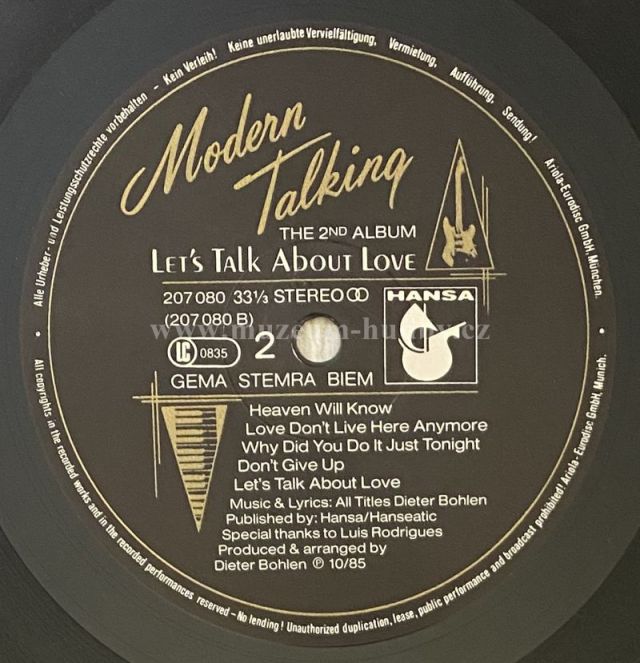 Alle Urheber- und Leistungsschutzrechte vorbehalten - Kein Verleih! Keine unerlaubte Vervielfältigung, Vermietung, Aufführung, Sendung! Ariola-Eurodisc GmbH, München.
Modern
Talking
THE 2ND ALBUM
LET'S TALK ABOUT LOVE
207 080 33⅓ STEREO
HANSA
(207 080 B)
LC 0835 2
GEMA STEMRA BIEM
Heaven Will Know
Love Don't Live Here Anymore
Why Did You Do It Just Tonight
Don't Give Up
Let's Talk About Love
Music & Lyrics: All Titles Dieter Bohlen
Published by: Hansa/Hanseatic
Special thanks to Luis Rodrigues
Produced & arranged by
Dieter Bohlen ℗ 10/85
All copyrights in the recorded works and in the recorded performances reserved - No lending! Unauthorized duplication, lease, public performance and broadcast prohibited! Ariola-Eurodisc GmbH, Munich.